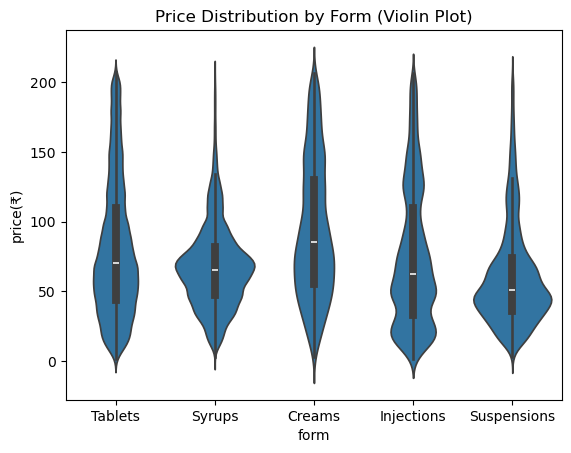 Price Distribution by Form (Violin Plot)
price(₹)
200
150
100
50
0
Tablets Syrups Creams Injections Suspensions
form